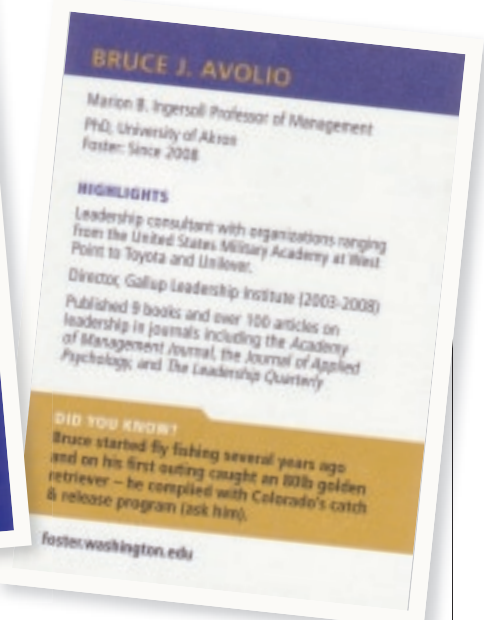 BRUCE J. AVOLIO
Marion B. Ingersoll Professor of Management
PhD, University of Akron
Foster: Since 2008
HIGHLIGHTS
Leadership consultant with organizations ranging
from the United States Military Academy at West
Point to Toyota and Unilever.
Director, Gallup Leadership Institute (2003-2008)
Published 9 books and over 100 articles on
leadership in journals including the Academy
of Management Journal, the Journal of Applied
Psychology, and The Leadership Quarterly
DID YOU KNOW?
Bruce started fly fishing several years ago
and on his first outing caught an 80lb golden
retriever – he complied with Colorado's catch
& release program (ask him).
foster.washington.edu